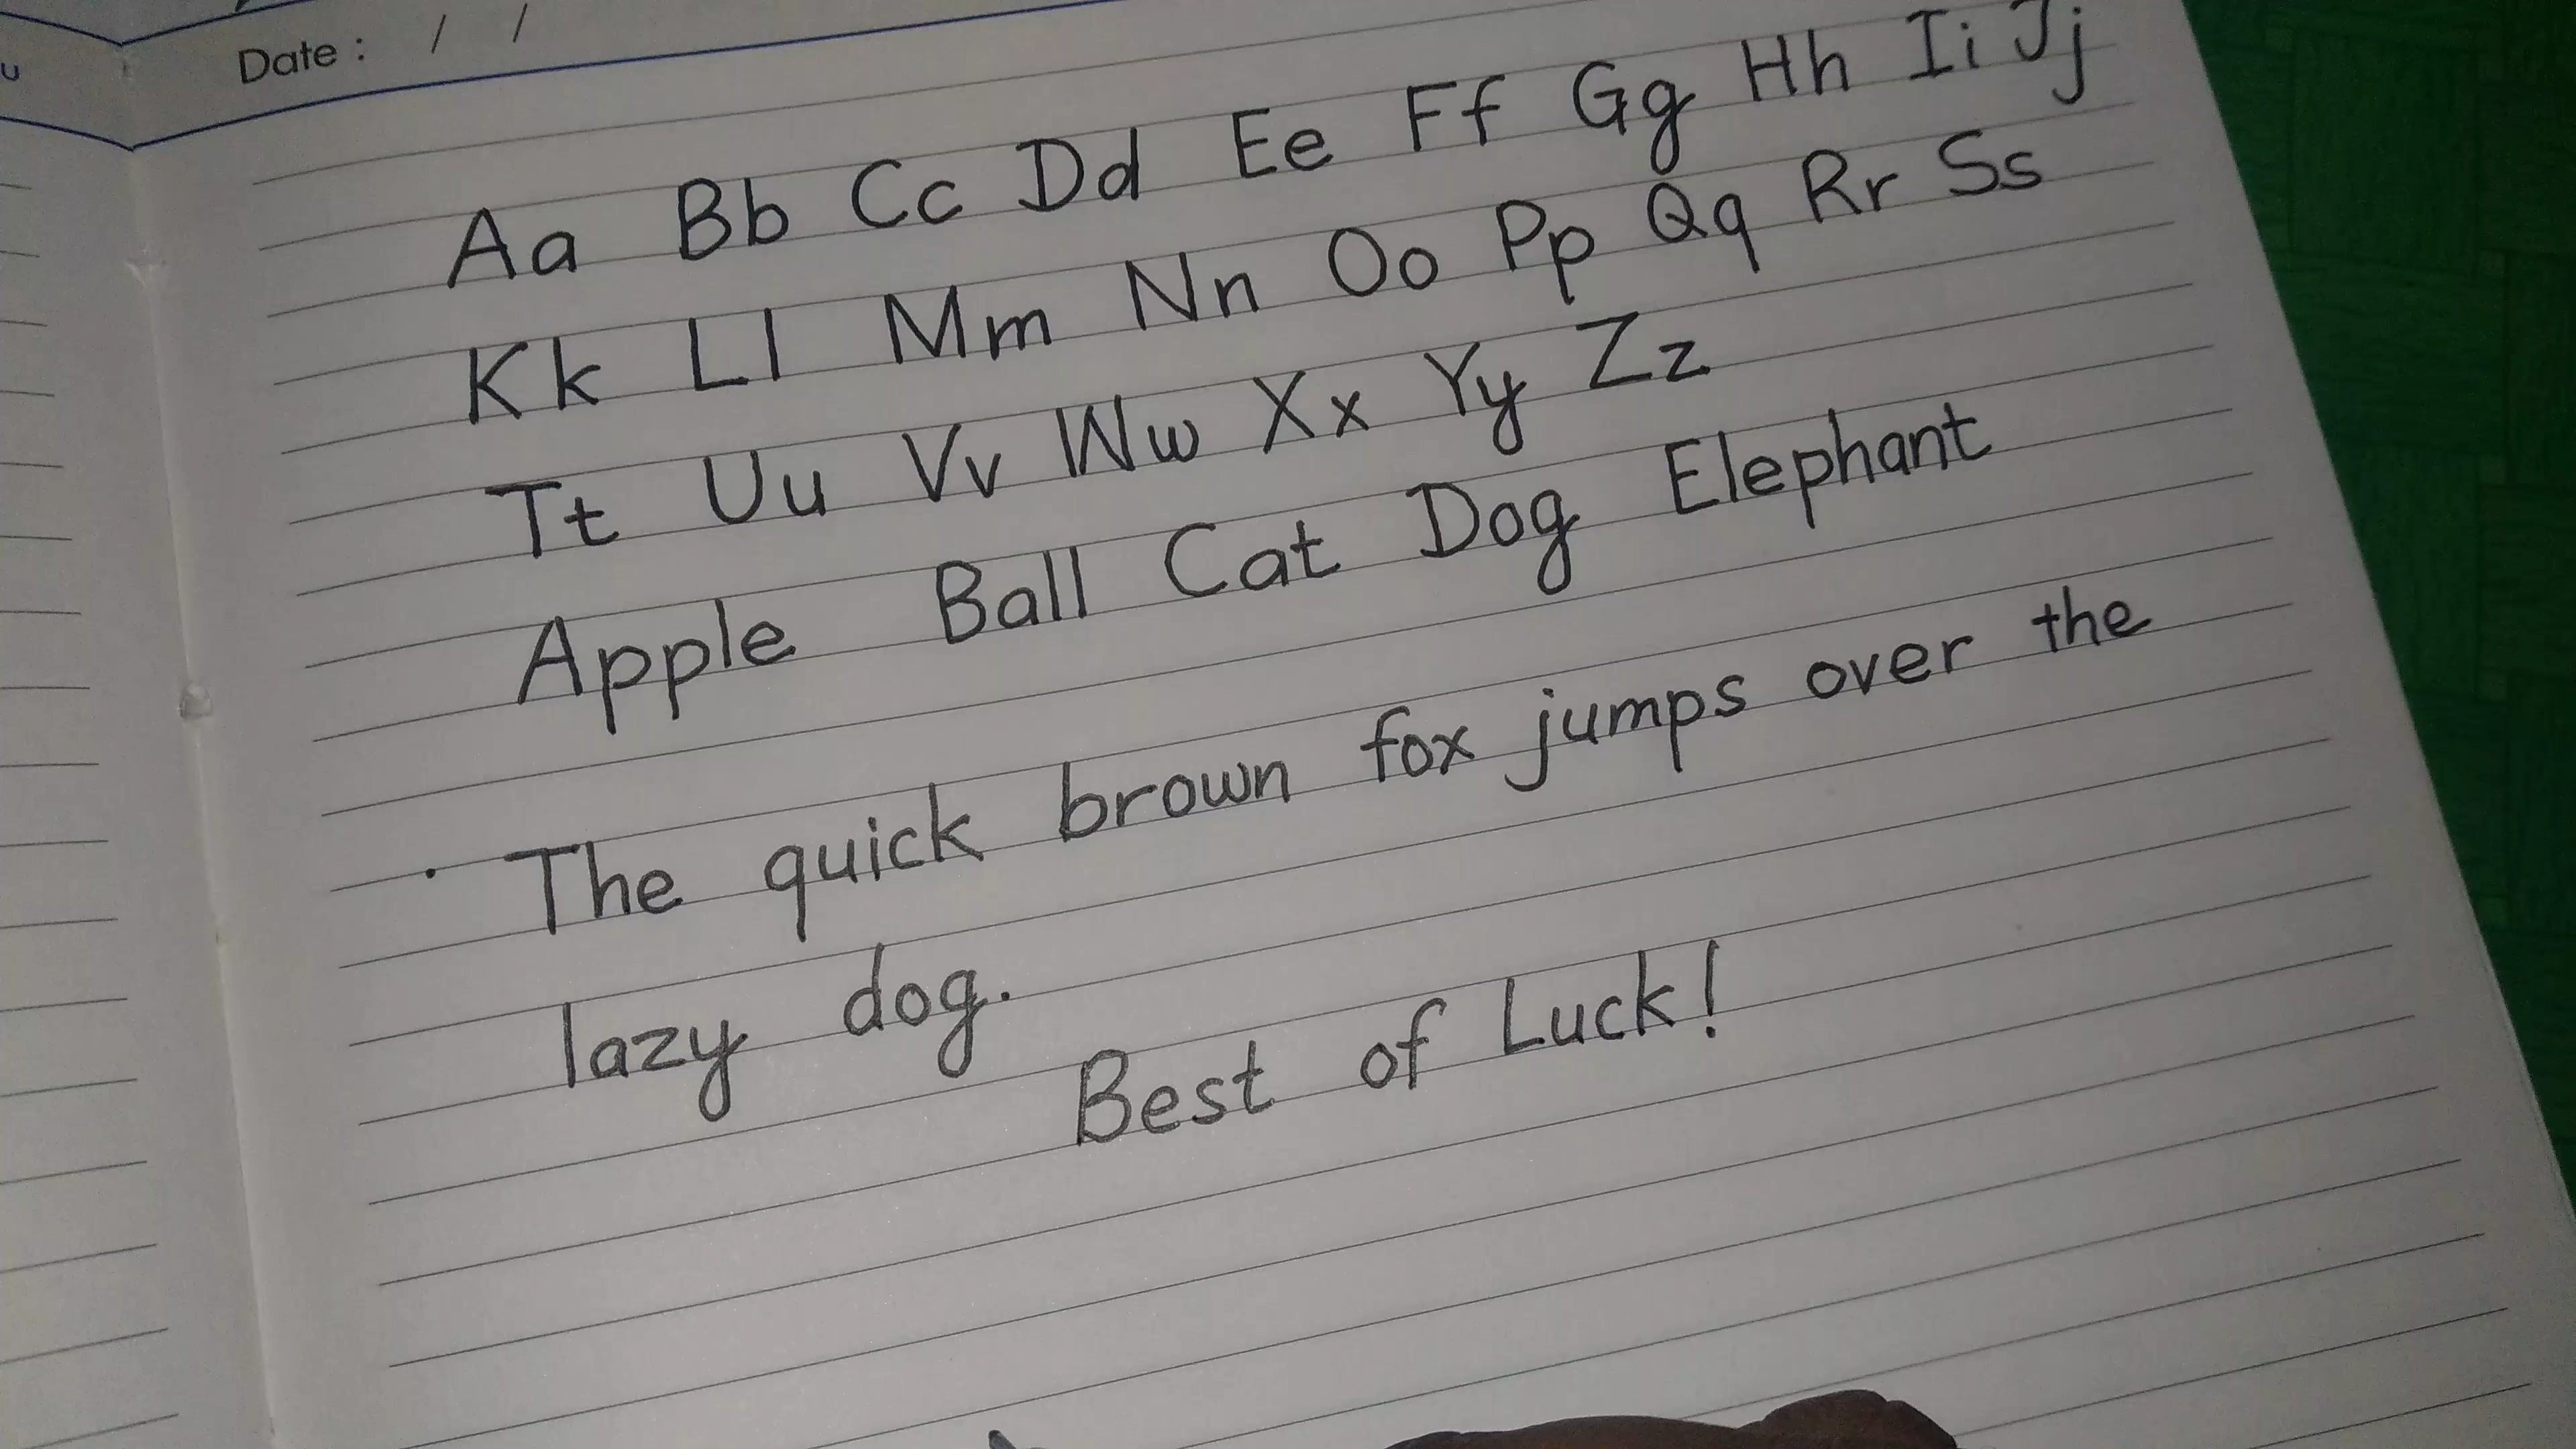 Date : / /
Aa Bb Cc Dd Ee Ff Gg Hh Ii Jj
Kk Ll Mm Nn Oo Pp Qq Rr Ss
Tt Uu Vv Ww Xx Yy Zz
Apple Ball Cat Dog Elephant
The quick brown fox jumps over the
lazy dog.
Best of Luck!